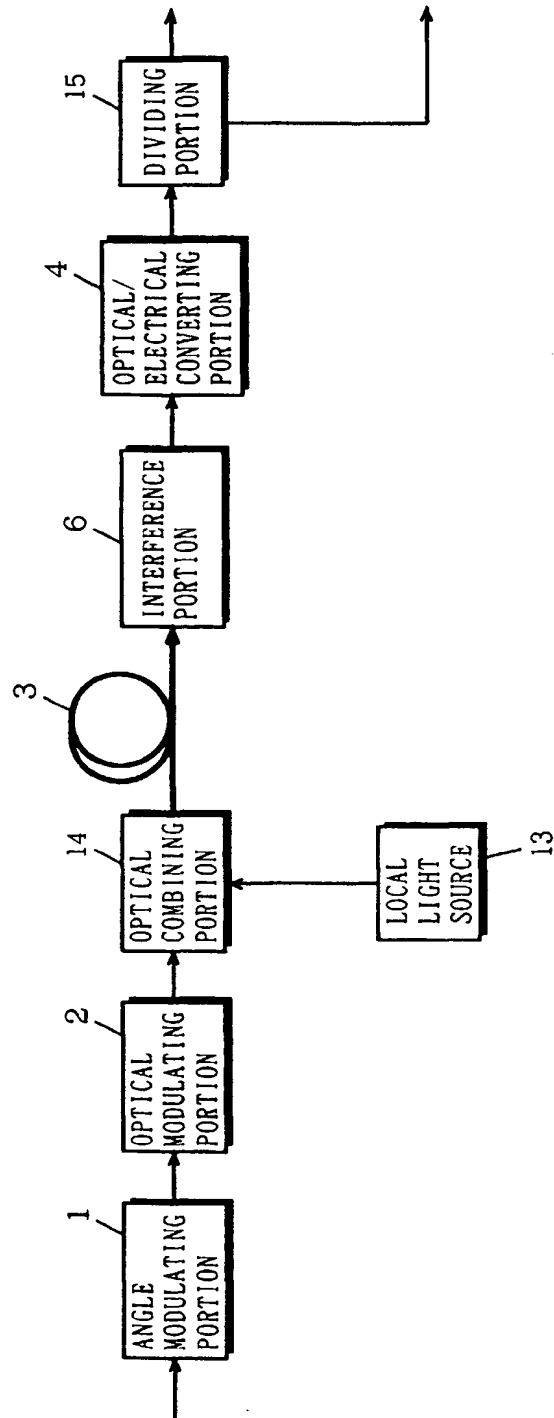 1
ANGLE
MODULATING
PORTION
2
OPTICAL
MODULATING
PORTION
14
OPTICAL
COMBINING
PORTION
LOCAL
LIGHT
SOURCE
13
3
6
INTERFERENCE
PORTION
4
OPTICAL/
ELECTRICAL
CONVERTING
PORTION
15
DIVIDING
PORTION